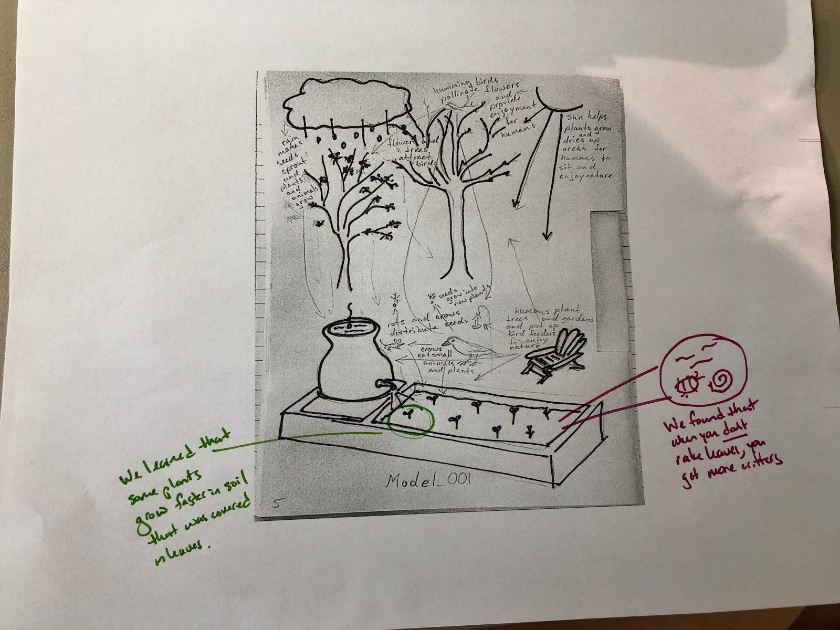 humming birds
pollinate flowers
and
provide
enjoyment
for
humans
rain
makes
seeds
sprout
and
plants
and
animals
grow
flowers and
trees
attract
birds
sun helps
plants grow
and
dries up
areas for
humans to
sit and
enjoy nature
seeds
grow into
new plants
and crows
distribute seeds
humans plant
trees and gardens
and put up
bird feeders
to enjoy
nature
crows
eat small
animals
and plants
Model_001
5
We learned that
some plants
grow faster in soil
that was covered
in leaves.
We found that
when you don't
rake leaves, you
get more critters